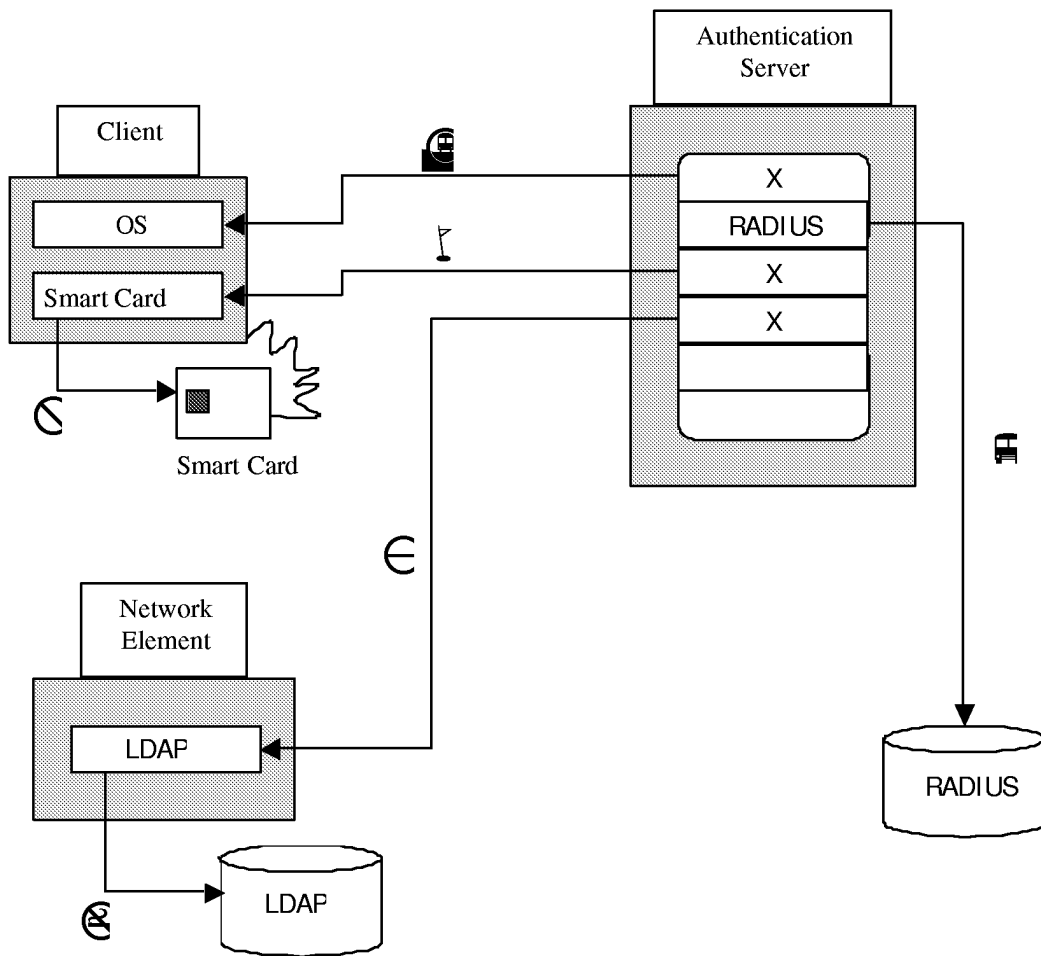 Authentication
Server
Client
OS
Smart Card
Smart Card
X
RADIUS
X
X
Network
Element
LDAP
LDAP
RADIUS